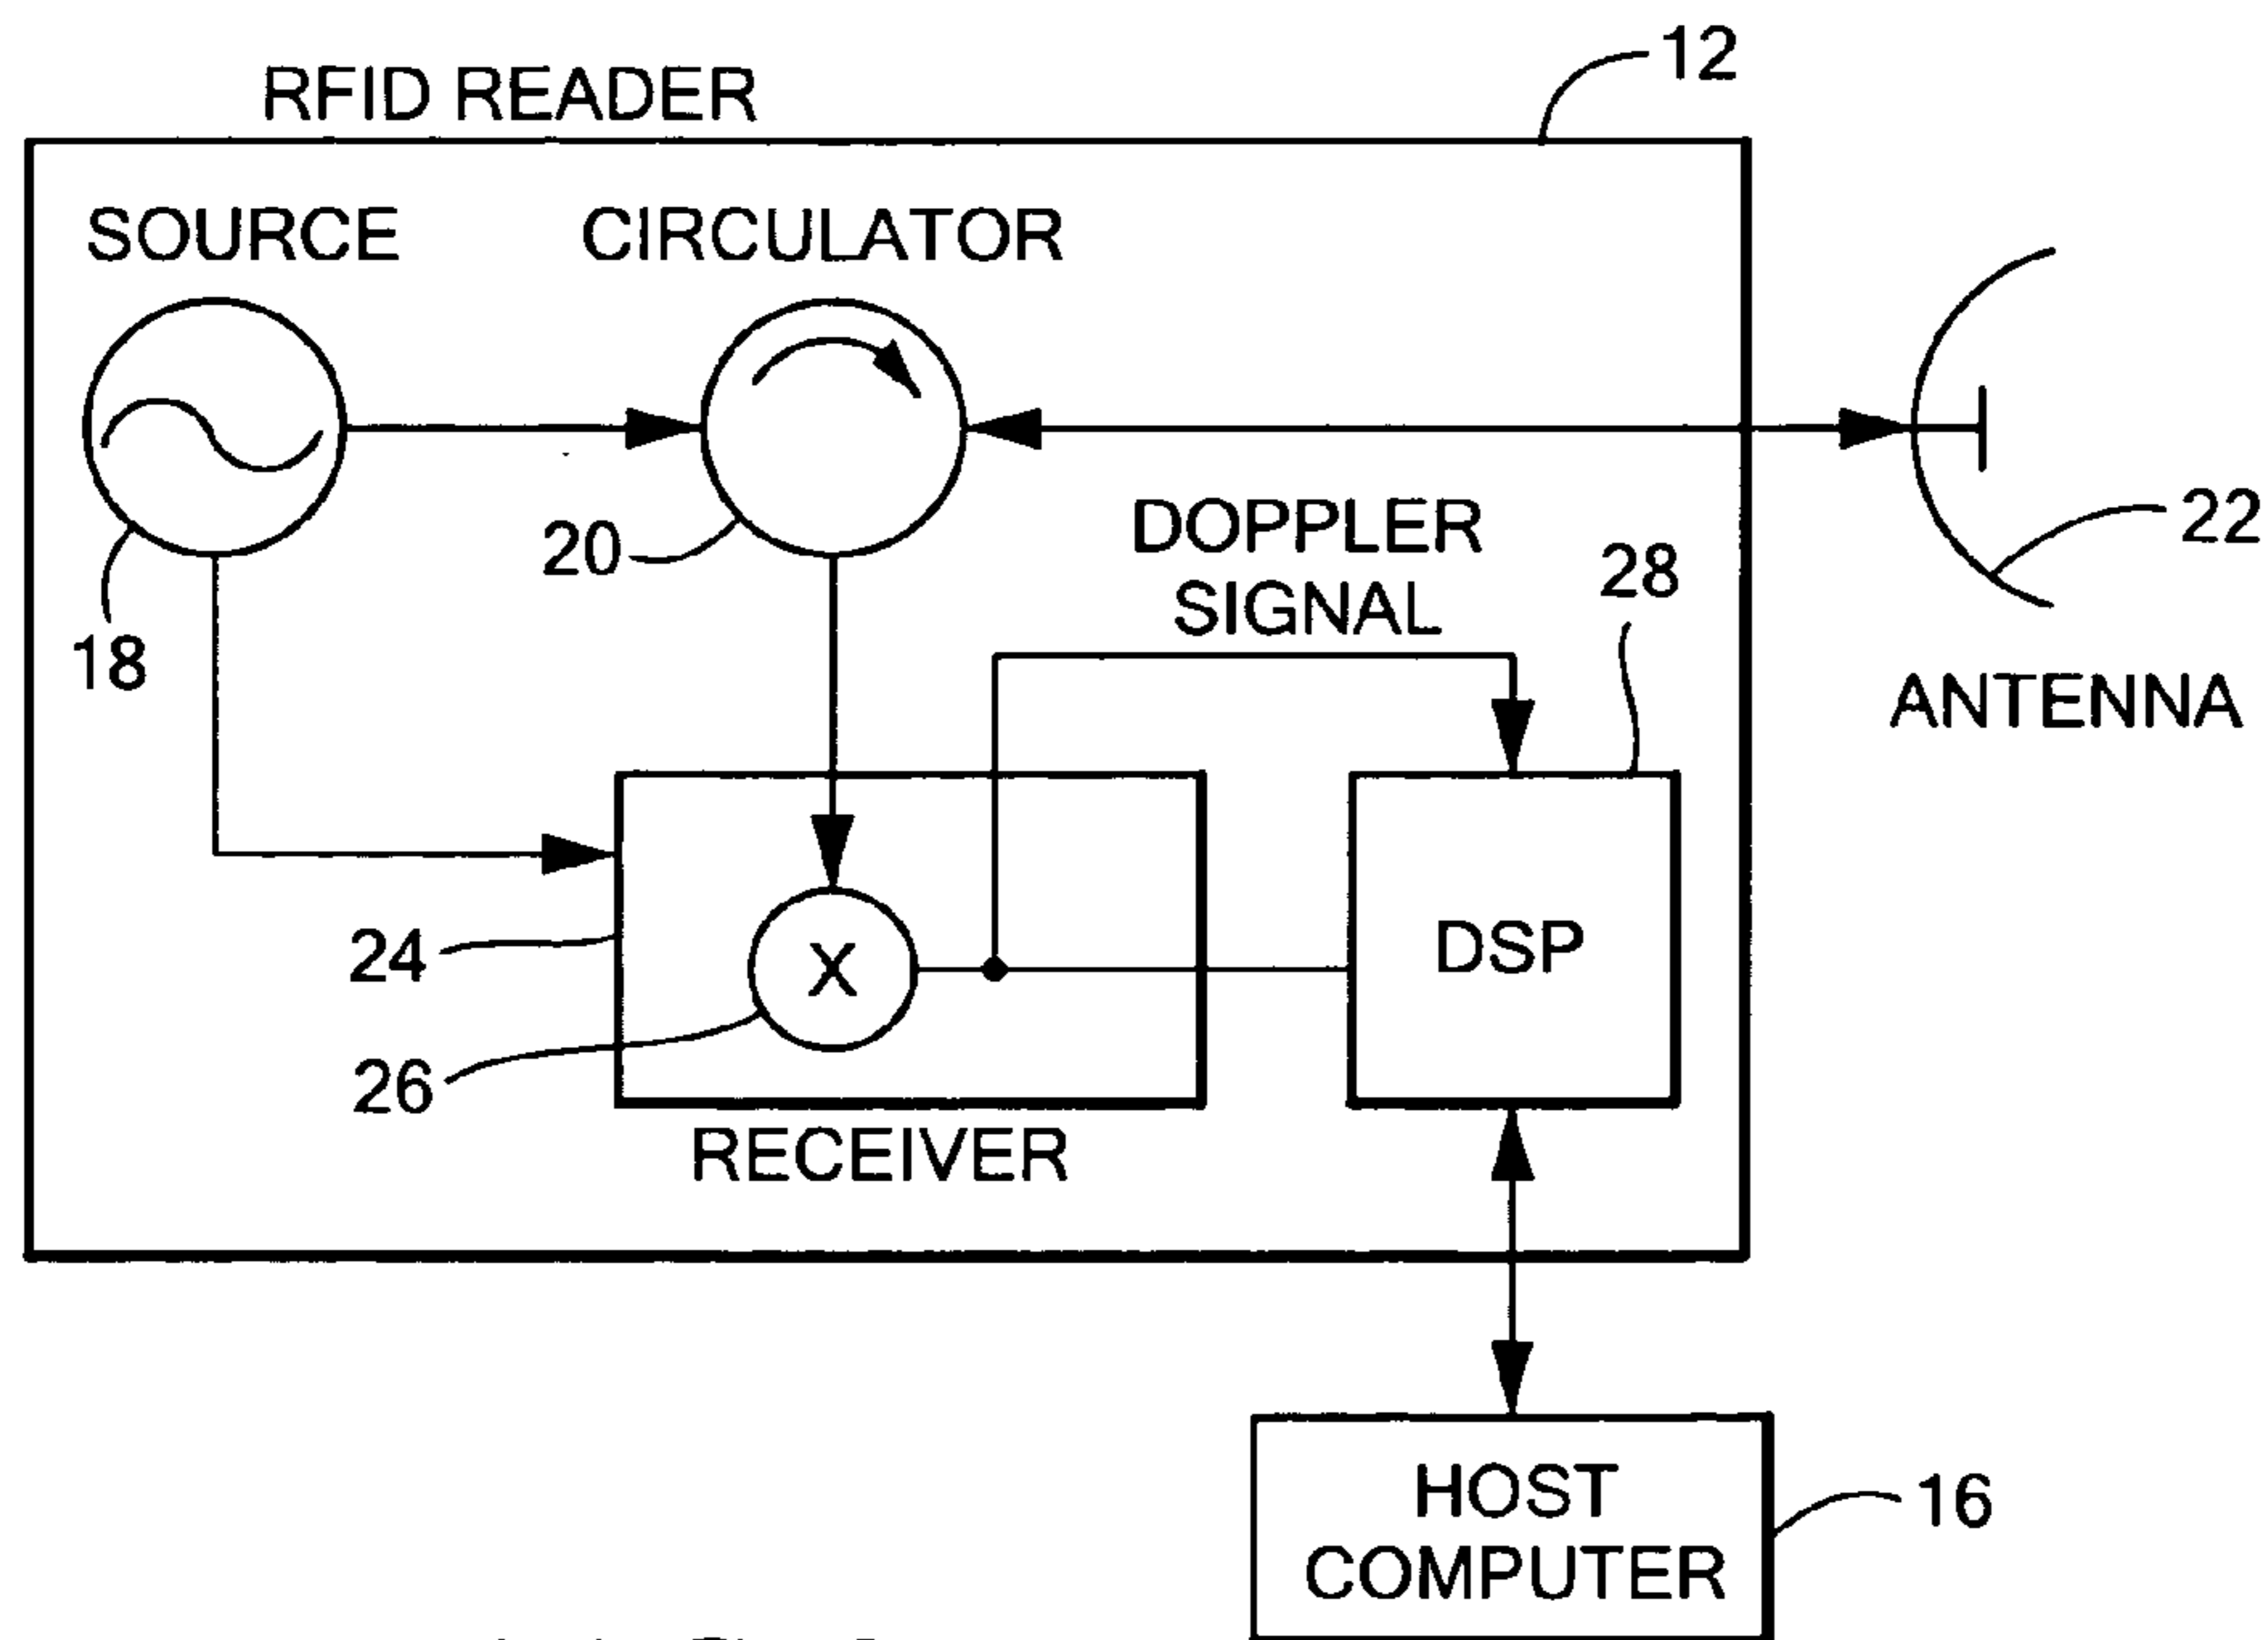 12
RFID READER
SOURCE
CIRCULATOR
20
DOPPLER
SIGNAL
28
22
18
ANTENNA
24
X
DSP
26
RECEIVER
HOST
COMPUTER
16